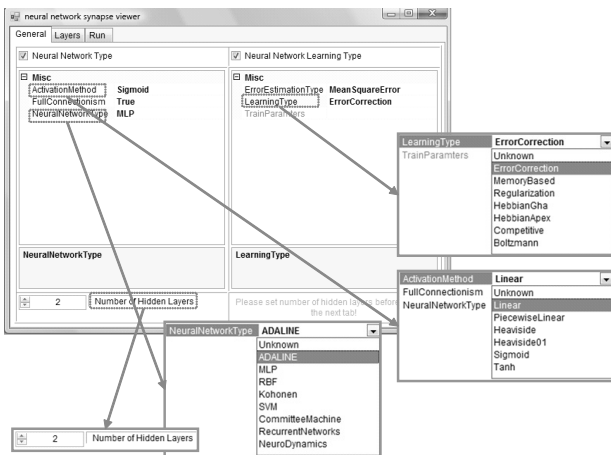 neural network synapse viewer
General Layers Run
Neural Network Type
Misc
ActivationMethod Sigmoid
FullConnectionism True
NeuralNetworkType MLP
NeuralNetworkType
2 Number of Hidden Layers
Neural Network Learning Type
Misc
ErrorEstimationType MeanSquareError
LearningType ErrorCorrection
TrainParamters
LearningType
Please set number of hidden layers before
the next tab!
LearningType ErrorCorrection
TrainParamters
Unknown
ErrorCorrection
MemoryBased
Regularization
HebbianGha
HebbianApex
Competitive
Boltzmann
ActivationMethod Linear
FullConnectionism Unknown
NeuralNetworkType Linear
PiecewiseLinear
Heaviside
Heaviside01
Sigmoid
Tanh
NeuralNetworkType ADALINE
Unknown
ADALINE
MLP
RBF
Kohonen
SVM
CommitteeMachine
RecurrentNetworks
NeuroDynamics
2 Number of Hidden Layers